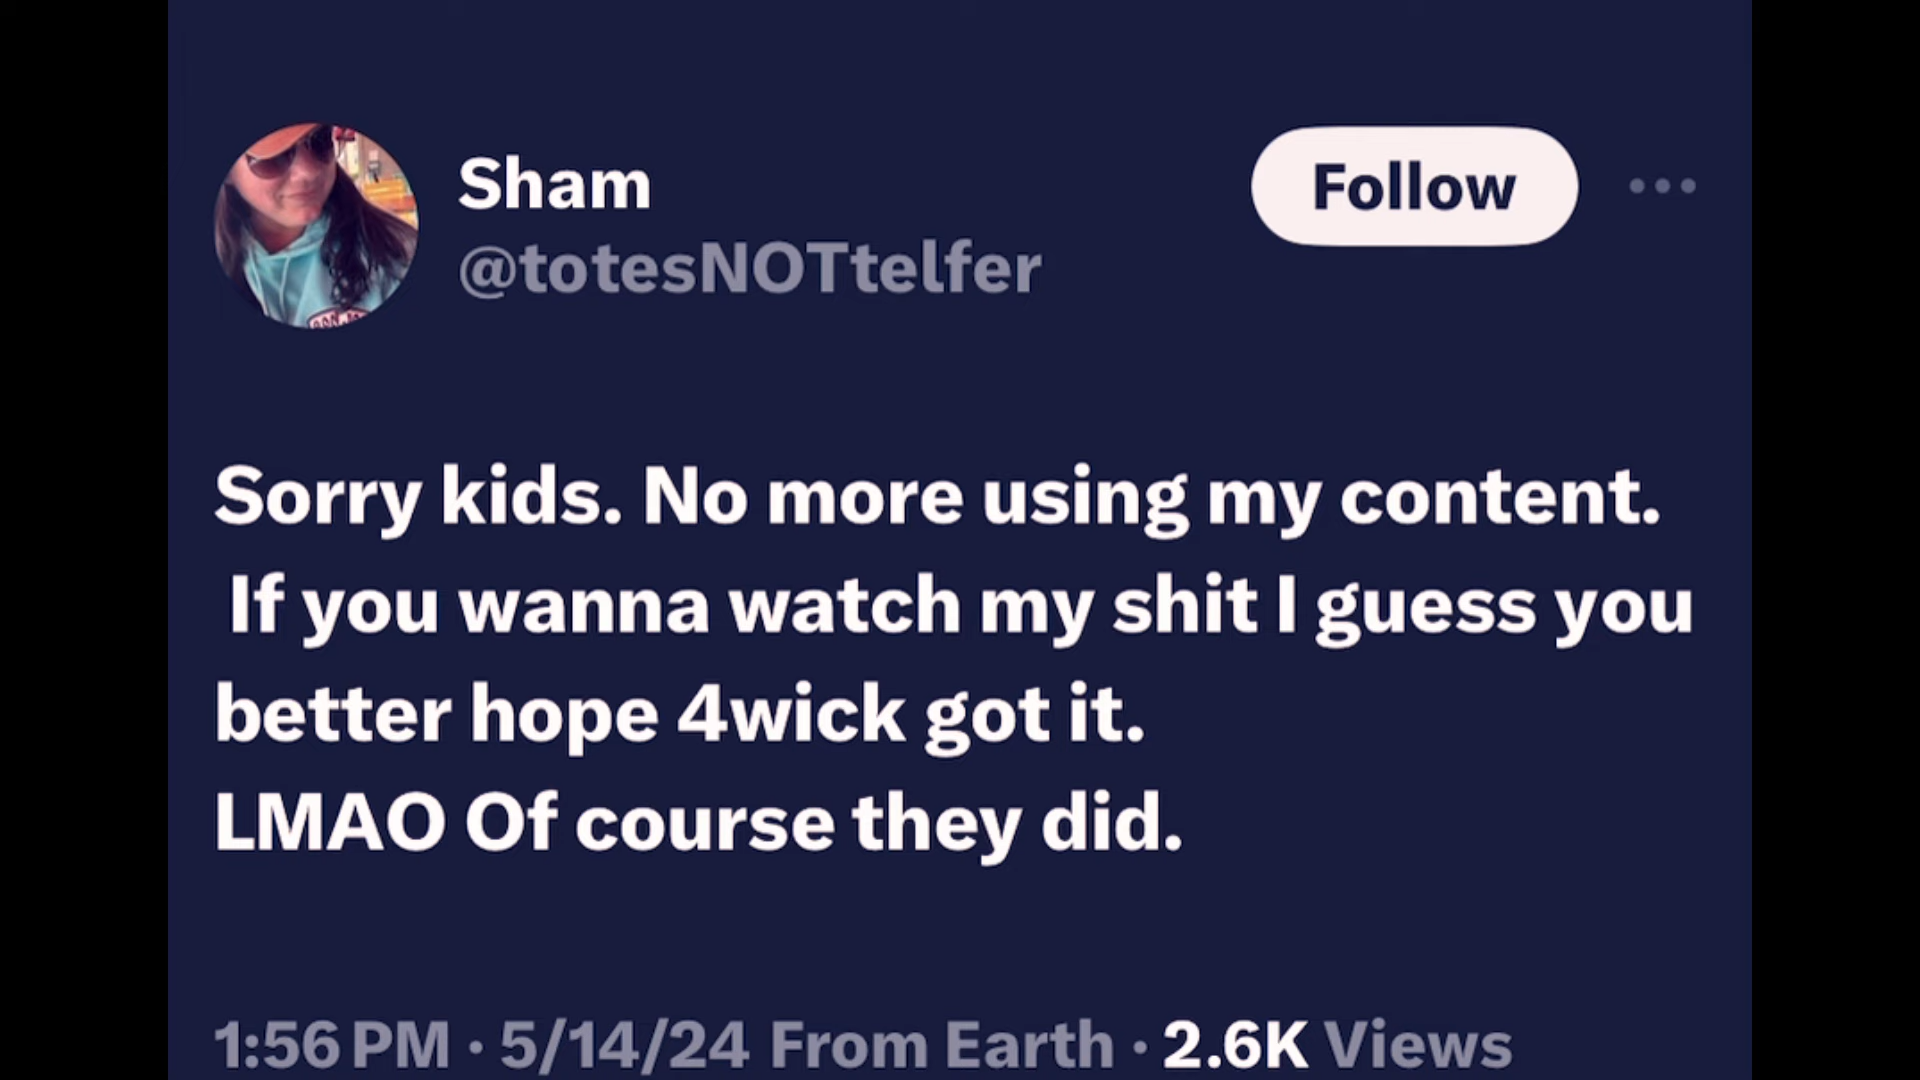 Sham
Follow
@totesNOTtelfer
Sorry kids. No more using my content.
If you wanna watch my shit I guess you
better hope 4wick got it.
LMAO Of course they did.
1:56 PM · 5/14/24 From Earth · 2.6K Views